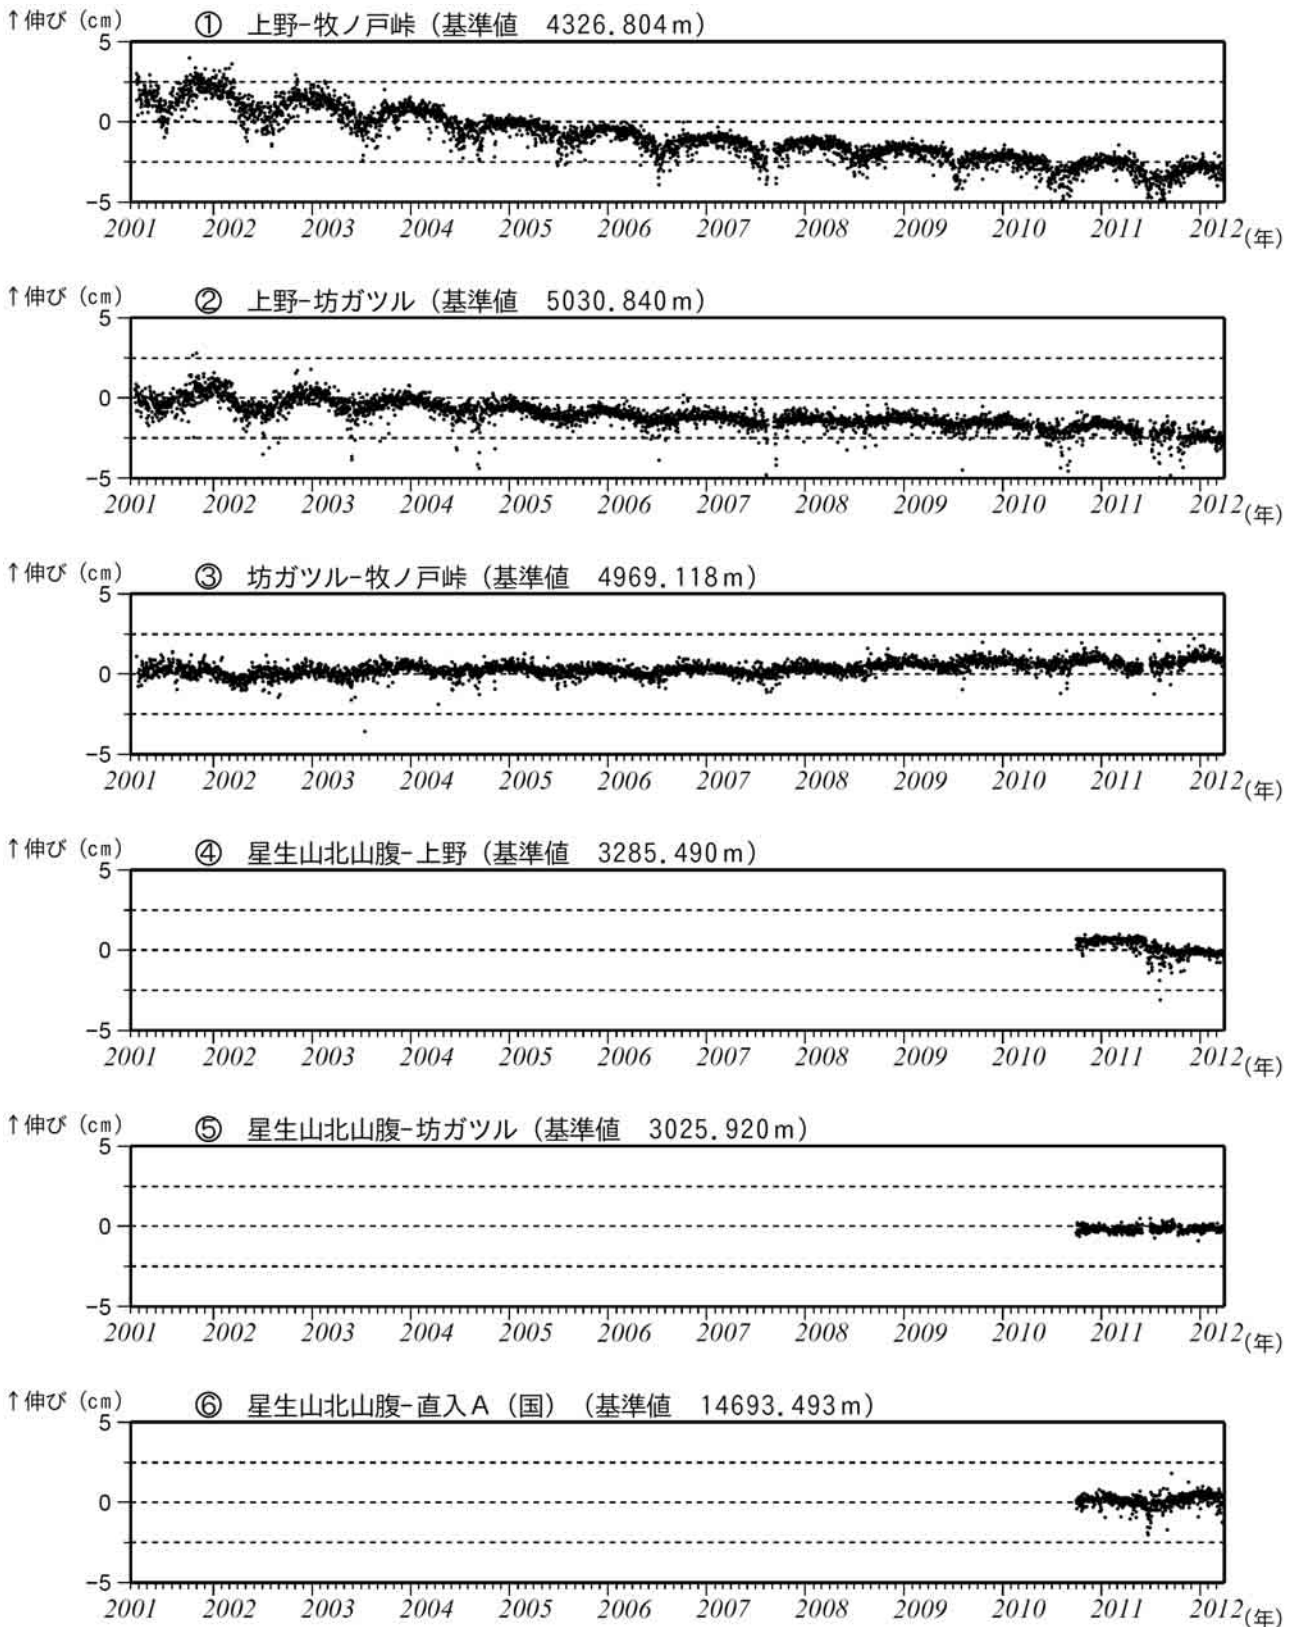 ↑伸び（cm） ① 上野−牧ノ戸峠（基準値　4326.804m）
5
0
−5
2001 2002 2003 2004 2005 2006 2007 2008 2009 2010 2011 2012(年)
↑伸び（cm） ② 上野−坊ガツル（基準値　5030.840m）
5
0
−5
2001 2002 2003 2004 2005 2006 2007 2008 2009 2010 2011 2012(年)
↑伸び（cm） ③ 坊ガツル−牧ノ戸峠（基準値　4969.118m）
5
0
−5
2001 2002 2003 2004 2005 2006 2007 2008 2009 2010 2011 2012(年)
↑伸び（cm） ④ 星生山北山腹−上野（基準値　3285.490m）
5
0
−5
2001 2002 2003 2004 2005 2006 2007 2008 2009 2010 2011 2012(年)
↑伸び（cm） ⑤ 星生山北山腹−坊ガツル（基準値　3025.920m）
5
0
−5
2001 2002 2003 2004 2005 2006 2007 2008 2009 2010 2011 2012(年)
↑伸び（cm） ⑥ 星生山北山腹−直入A（国）（基準値　14693.493m）
5
0
−5
2001 2002 2003 2004 2005 2006 2007 2008 2009 2010 2011 2012(年)